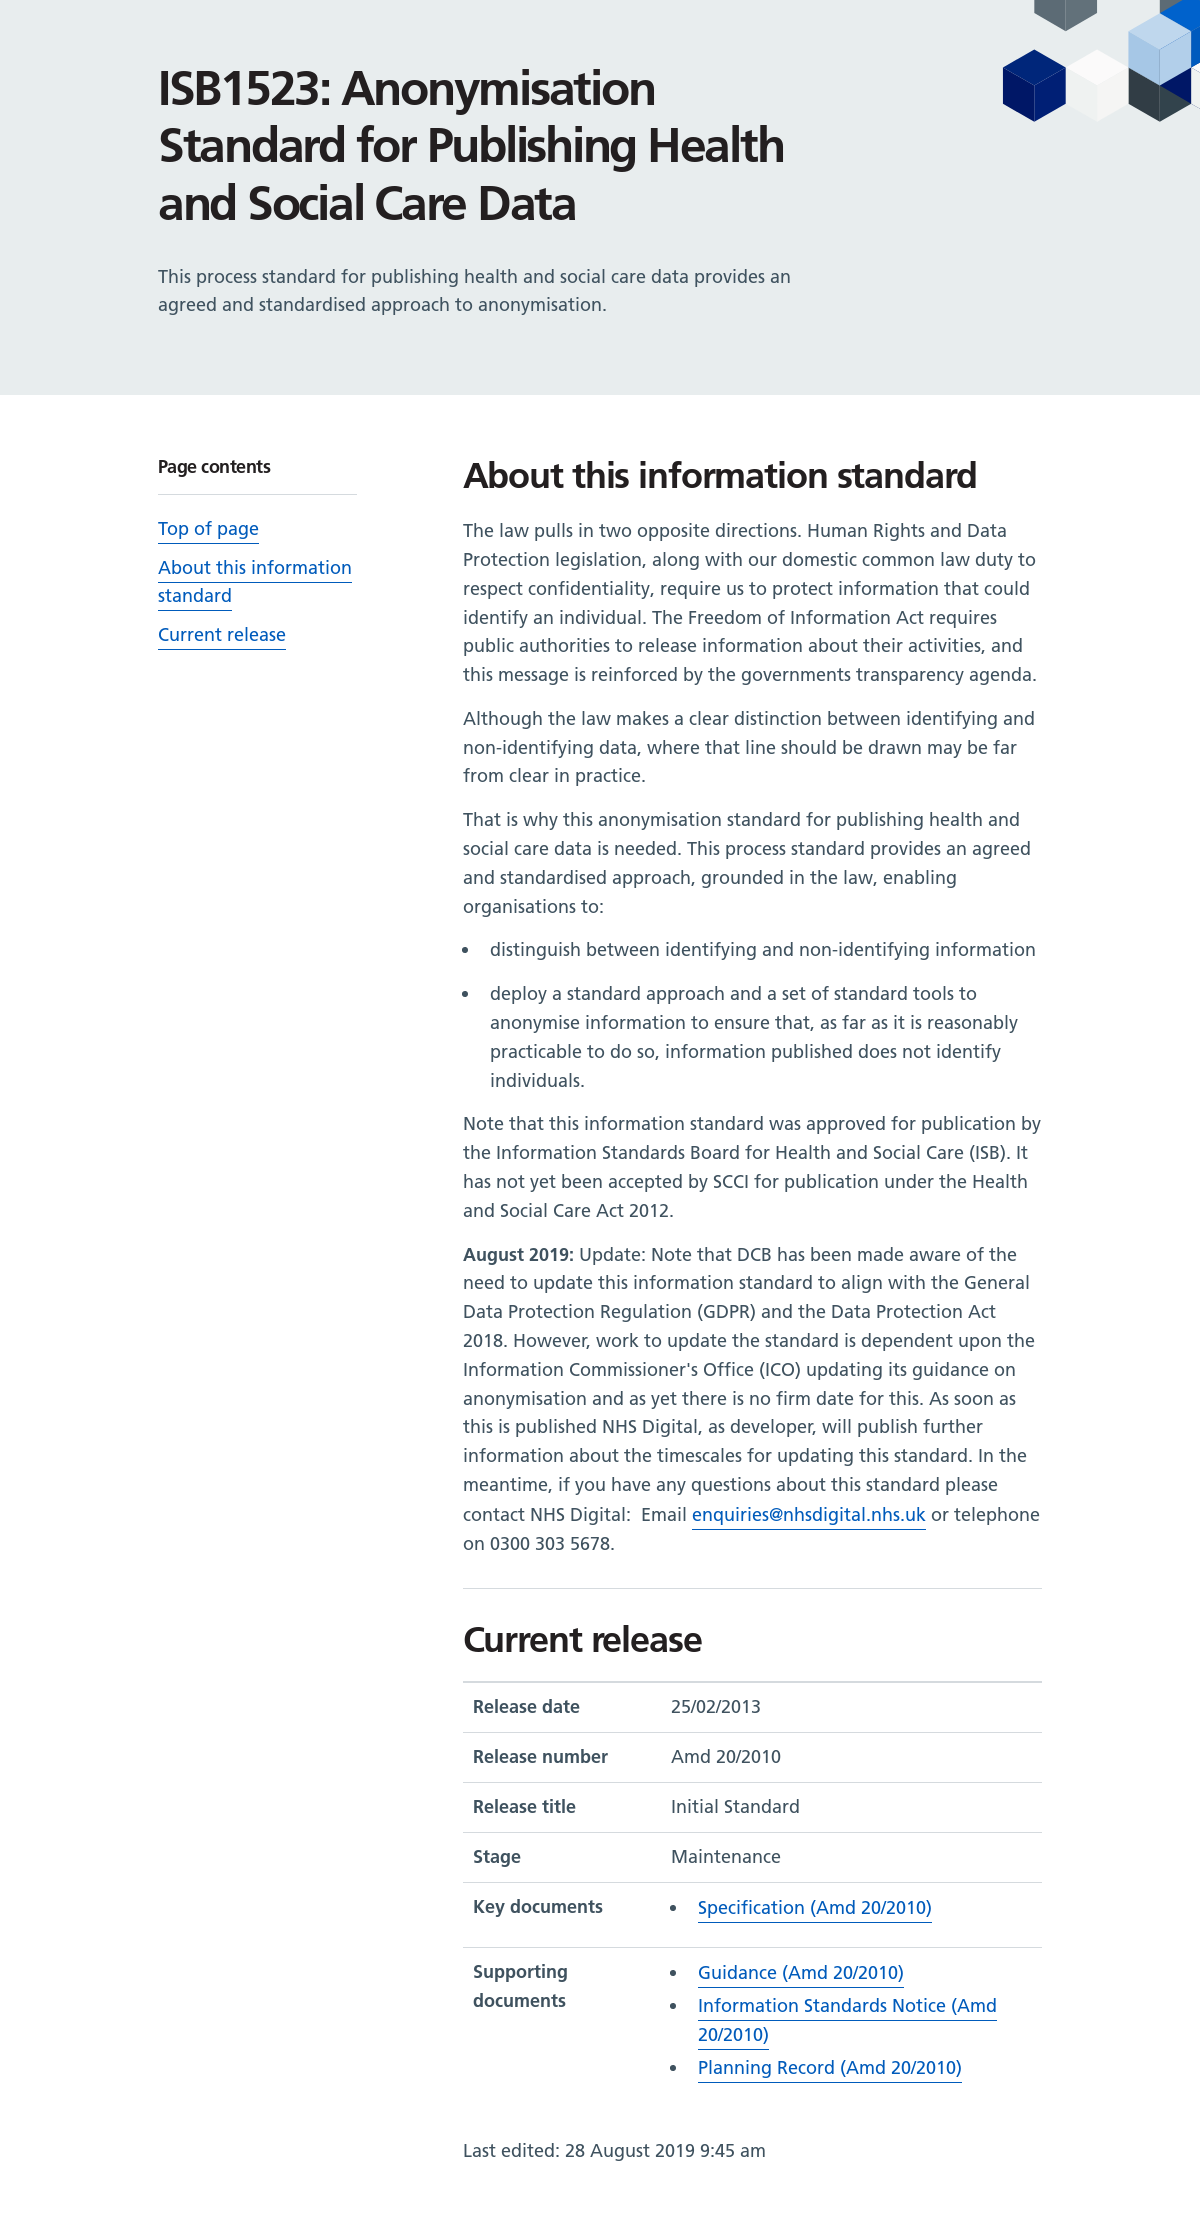 ISB1523: Anonymisation
Standard for Publishing Health
and Social Care Data
This process standard for publishing health and social care data provides an
agreed and standardised approach to anonymisation.
Page contents
Top of page
About this information
standard
Current release
About this information standard
The law pulls in two opposite directions. Human Rights and Data
Protection legislation, along with our domestic common law duty to
respect confidentiality, require us to protect information that could
identify an individual. The Freedom of Information Act requires
public authorities to release information about their activities, and
this message is reinforced by the governments transparency agenda.
Although the law makes a clear distinction between identifying and
non-identifying data, where that line should be drawn may be far
from clear in practice.
That is why this anonymisation standard for publishing health and
social care data is needed. This process standard provides an agreed
and standardised approach, grounded in the law, enabling
organisations to:
• distinguish between identifying and non-identifying information
• deploy a standard approach and a set of standard tools to
anonymise information to ensure that, as far as it is reasonably
practicable to do so, information published does not identify
individuals.
Note that this information standard was approved for publication by
the Information Standards Board for Health and Social Care (ISB). It
has not yet been accepted by SCCI for publication under the Health
and Social Care Act 2012.
August 2019: Update: Note that DCB has been made aware of the
need to update this information standard to align with the General
Data Protection Regulation (GDPR) and the Data Protection Act
2018. However, work to update the standard is dependent upon the
Information Commissioner's Office (ICO) updating its guidance on
anonymisation and as yet there is no firm date for this. As soon as
this is published NHS Digital, as developer, will publish further
information about the timescales for updating this standard. In the
meantime, if you have any questions about this standard please
contact NHS Digital:  Email enquiries@nhsdigital.nhs.uk or telephone
on 0300 303 5678.
Current release
Release date 25/02/2013
Release number Amd 20/2010
Release title Initial Standard
Stage Maintenance
Key documents • Specification (Amd 20/2010)
Supporting
documents
• Guidance (Amd 20/2010)
• Information Standards Notice (Amd
20/2010)
• Planning Record (Amd 20/2010)
Last edited: 28 August 2019 9:45 am